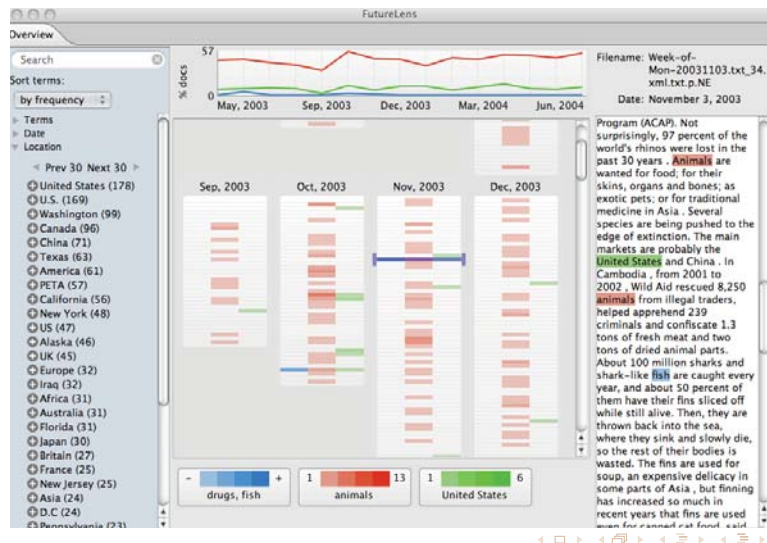 FutureLens
Overview
Search
Sort terms:
by frequency
Terms
Date
Location
Prev 30 Next 30
United States (178)
U.S. (169)
Washington (99)
Canada (96)
China (71)
Texas (63)
America (61)
PETA (57)
California (56)
New York (48)
US (47)
Alaska (46)
UK (45)
Europe (32)
Iraq (32)
Africa (31)
Australia (31)
Florida (31)
Japan (30)
Britain (27)
France (25)
New Jersey (25)
Asia (24)
D.C (24)
Pennsylvania (23)
57
% docs
0
May, 2003 Sep, 2003 Dec, 2003 Mar, 2004 Jun, 2004
Sep, 2003 Oct, 2003 Nov, 2003 Dec, 2003
- +
drugs, fish
1 13
animals
1 6
United States
Filename: Week-of-
Mon-20031103.txt_34.
xml.txt.p.NE
Date: November 3, 2003
Program (ACAP). Not
surprisingly, 97 percent of the
world's rhinos were lost in the
past 30 years . Animals are
wanted for food; for their
skins, organs and bones; as
exotic pets; or for traditional
medicine in Asia . Several
species are being pushed to the
edge of extinction. The main
markets are probably the
United States and China . In
Cambodia , from 2001 to
2002 , Wild Aid rescued 8,250
animals from illegal traders,
helped apprehend 239
criminals and confiscate 1.3
tons of fresh meat and two
tons of dried animal parts.
About 100 million sharks and
shark-like fish are caught every
year, and about 50 percent of
them have their fins sliced off
while still alive. Then, they are
thrown back into the sea,
where they sink and slowly die,
so the rest of their bodies is
wasted. The fins are used for
soup, an expensive delicacy in
some parts of Asia , but finning
has increased so much in
recent years that fins are used
even for canned cat food, said